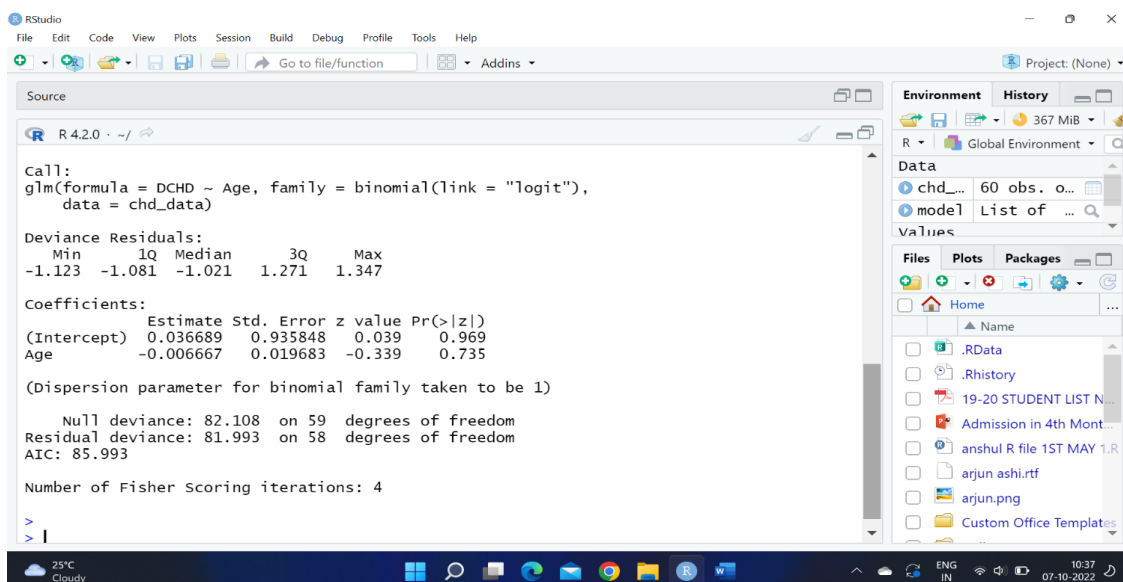 RStudio
File Edit Code View Plots Session Build Debug Profile Tools Help
Go to file/function Addins Project: (None)
Source
R 4.2.0 · ~/
Call:
glm(formula = DCHD ~ Age, family = binomial(link = "logit"),
    data = chd_data)
Deviance Residuals:
   Min      1Q  Median      3Q     Max
-1.123  -1.081  -1.021   1.271   1.347
Coefficients:
             Estimate Std. Error z value Pr(>|z|)
(Intercept)  0.036689   0.935848   0.039    0.969
Age         -0.006667   0.019683  -0.339    0.735
(Dispersion parameter for binomial family taken to be 1)
    Null deviance: 82.108  on 59  degrees of freedom
Residual deviance: 81.993  on 58  degrees of freedom
AIC: 85.993
Number of Fisher Scoring iterations: 4
>
>
Environment History
367 MiB
R Global Environment
Data
chd_… 60 obs. o…
model List of …
Values
Files Plots Packages
Home ...
Name
.RData
.Rhistory
19-20 STUDENT LIST N...
Admission in 4th Mont...
anshul R file 1ST MAY 1.R
arjun ashi.rtf
arjun.png
Custom Office Templates
25°C
Cloudy
ENG
IN
10:37
07-10-2022